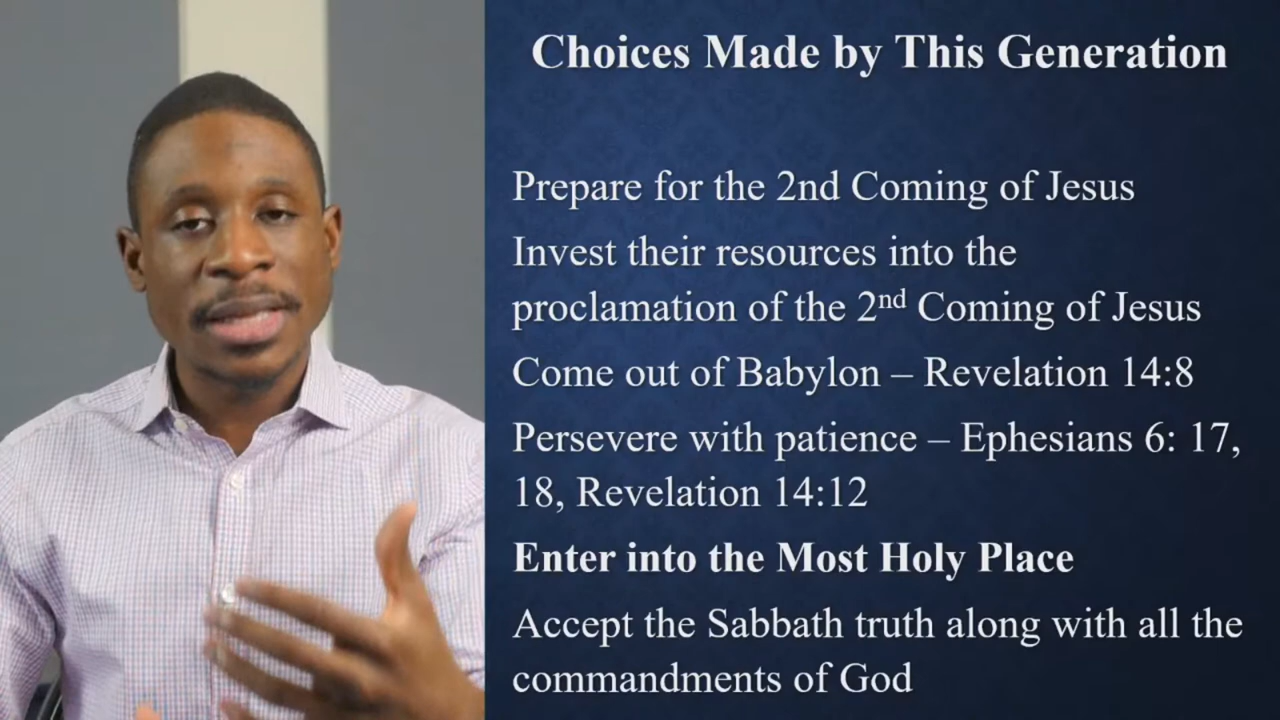 Choices Made by This Generation
Prepare for the 2nd Coming of Jesus
Invest their resources into the
proclamation of the 2nd Coming of Jesus
Come out of Babylon – Revelation 14:8
Persevere with patience – Ephesians 6: 17,
18, Revelation 14:12
Enter into the Most Holy Place
Accept the Sabbath truth along with all the
commandments of God